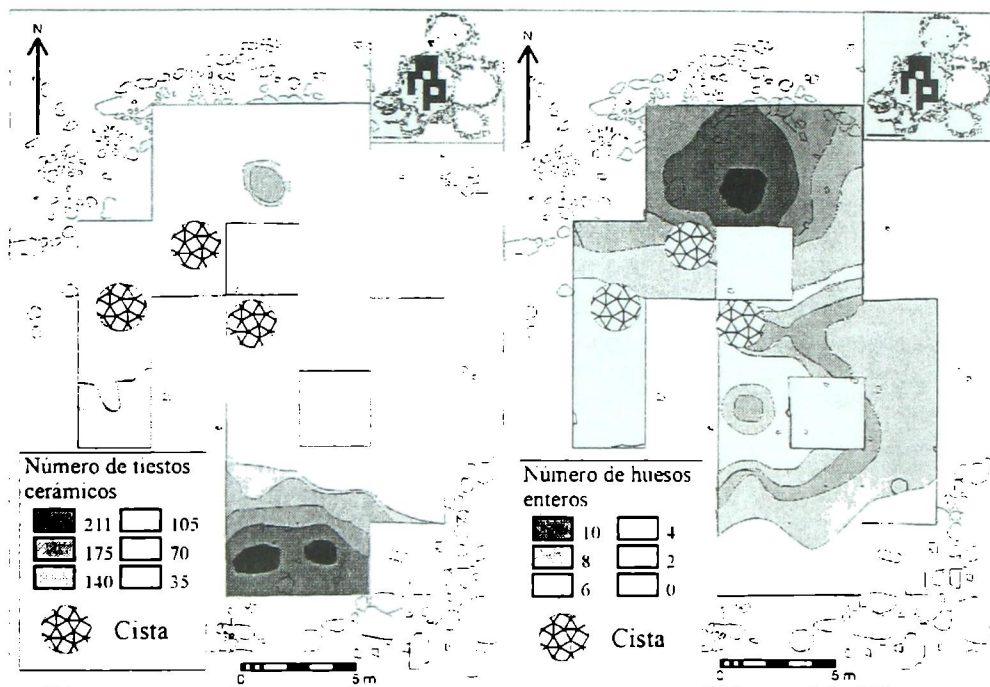 N
Número de tiestos
cerámicos
211 105
175 70
140 35
Cista
0 5 m
N
Número de huesos
enteros
10 4
8 2
6 0
Cista
0 5 m